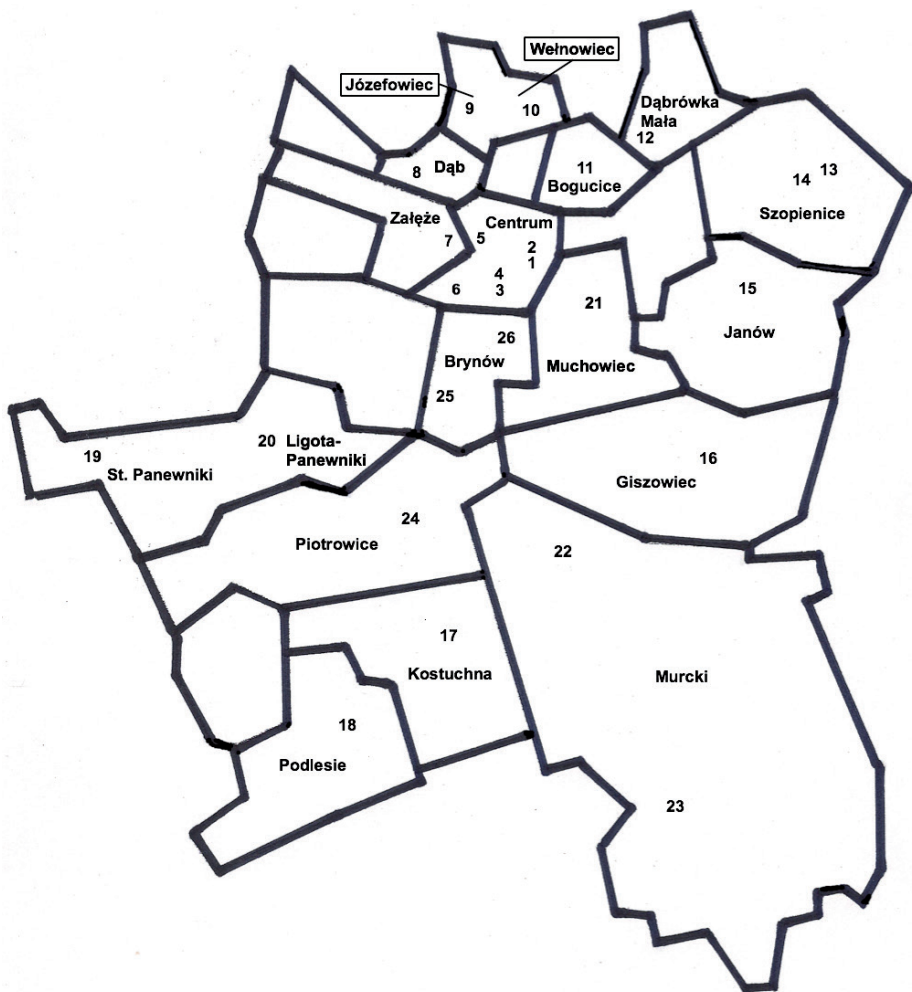 Wełnowiec
Józefowiec
9
10
Dąbrówka
Mała
12
8
Dąb
11
Bogucice
14
13
Szopienice
Załęże
7
Centrum
5
2
1
4
3
6
21
15
Janów
Muchowiec
26
Brynów
25
19
St. Panewniki
20
Ligota-
Panewniki
16
Giszowiec
24
Piotrowice
22
17
Kostuchna
Murcki
18
Podlesie
23